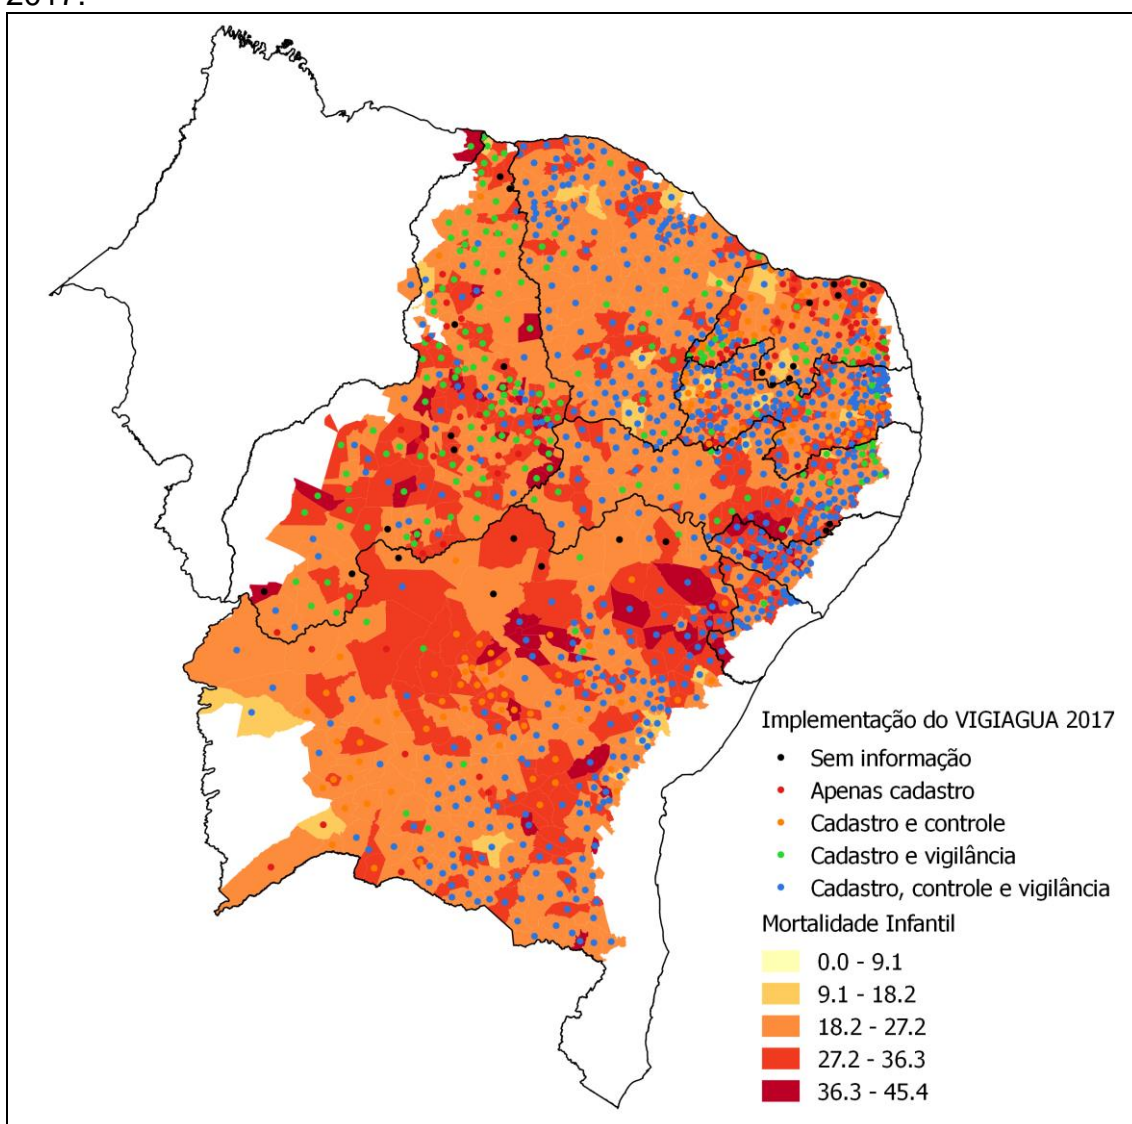 2017.
Implementação do VIGIAGUA 2017
Sem informação
Apenas cadastro
Cadastro e controle
Cadastro e vigilância
Cadastro, controle e vigilância
Mortalidade Infantil
0.0 - 9.1
9.1 - 18.2
18.2 - 27.2
27.2 - 36.3
36.3 - 45.4